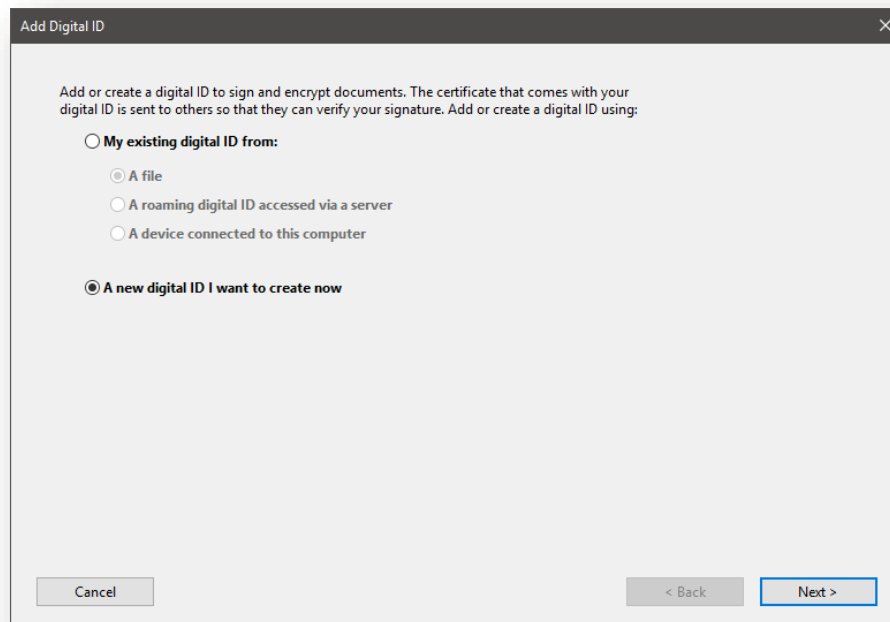 Add Digital ID
Add or create a digital ID to sign and encrypt documents. The certificate that comes with your
digital ID is sent to others so that they can verify your signature. Add or create a digital ID using:
My existing digital ID from:
A file
A roaming digital ID accessed via a server
A device connected to this computer
A new digital ID I want to create now
Cancel
< Back
Next >